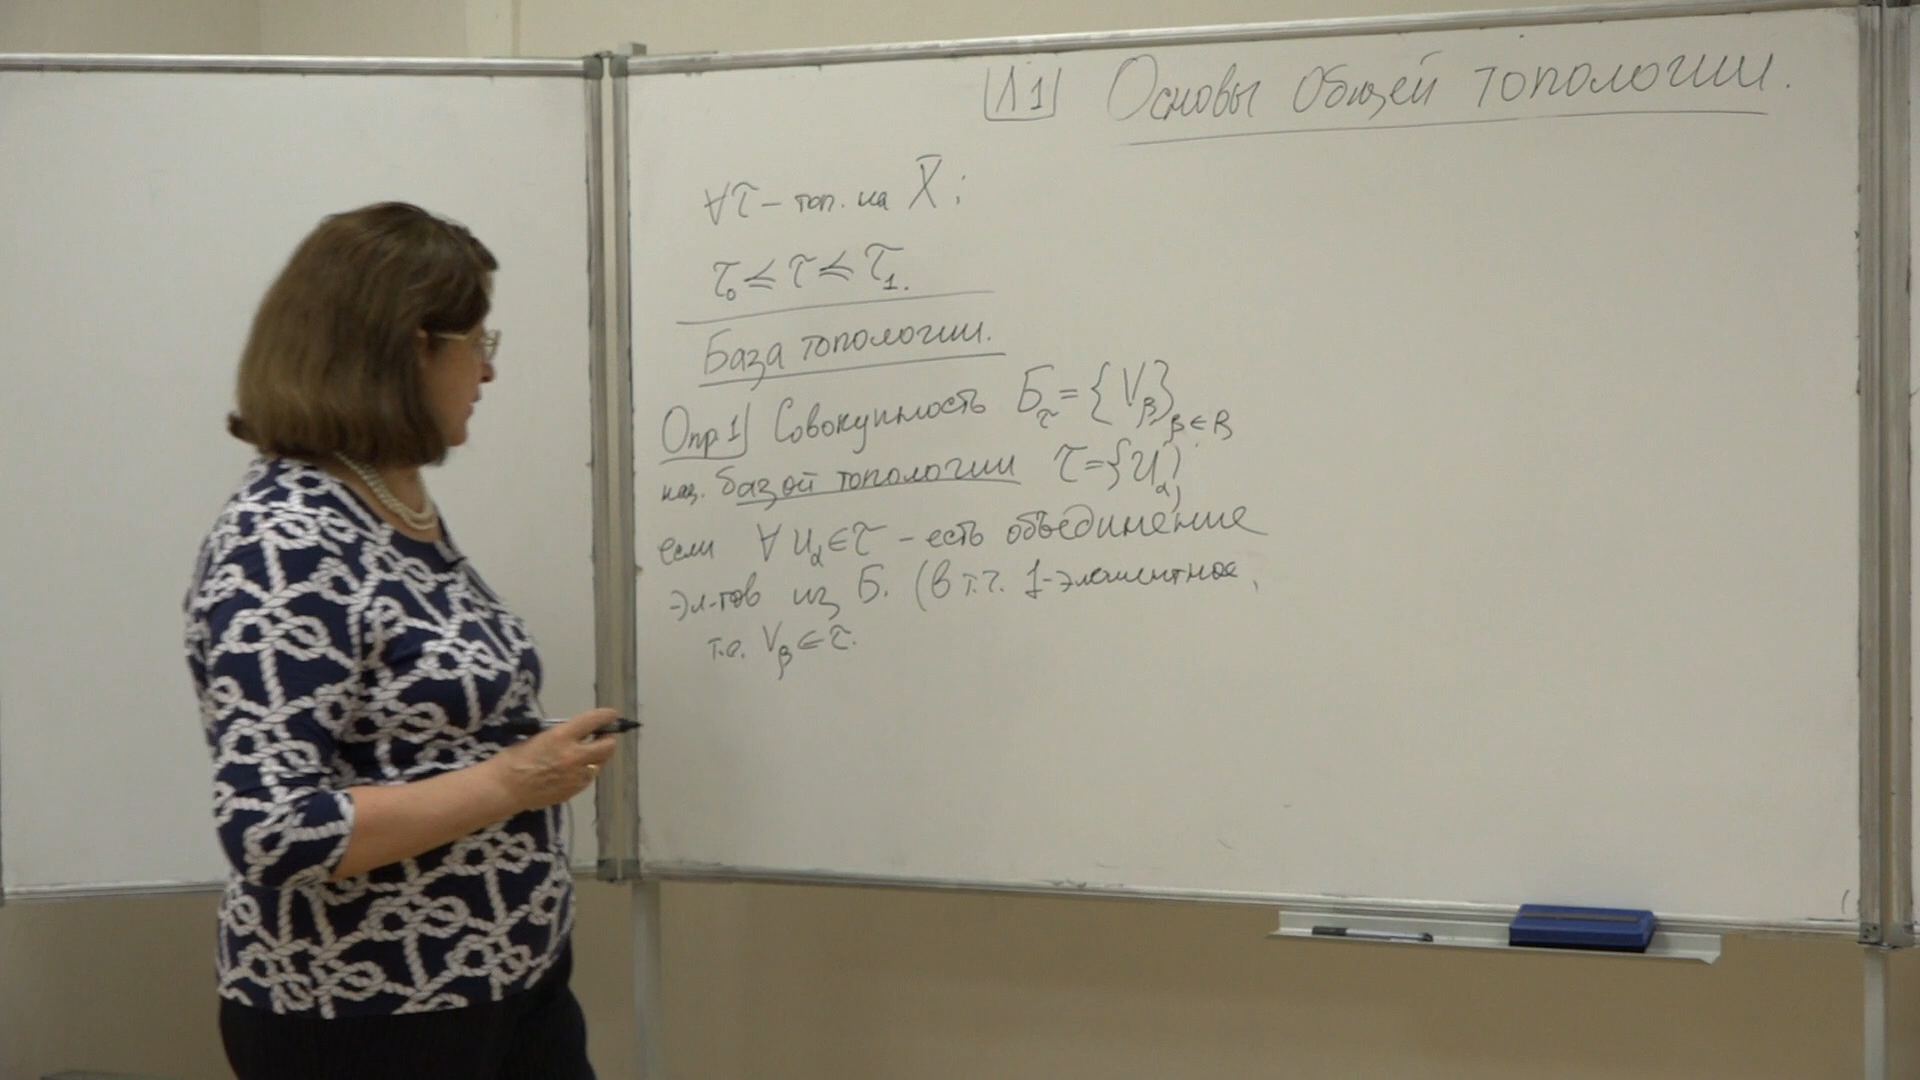 Л1 Основы общей топологии.
∀τ – топ. на X:
τ₀ ≼ τ ≼ τ₁.
База топологии.
Опр 1 Совокупность Б_τ = {V_β}_{β∈B}
наз. базой топологии τ = {U_α},
если ∀ U_α ∈ τ – есть объединение
эл-тов из Б. (в т.ч. 1-элементное,
т.е. V_β ∈ τ.